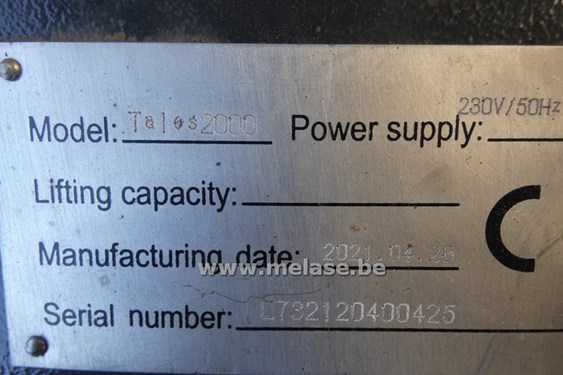 Model: Talos2000 Power supply: 230V/50Hz
Lifting capacity:
Manufacturing date: 2021.04.26
www.melase.be
Serial number: L732120400425